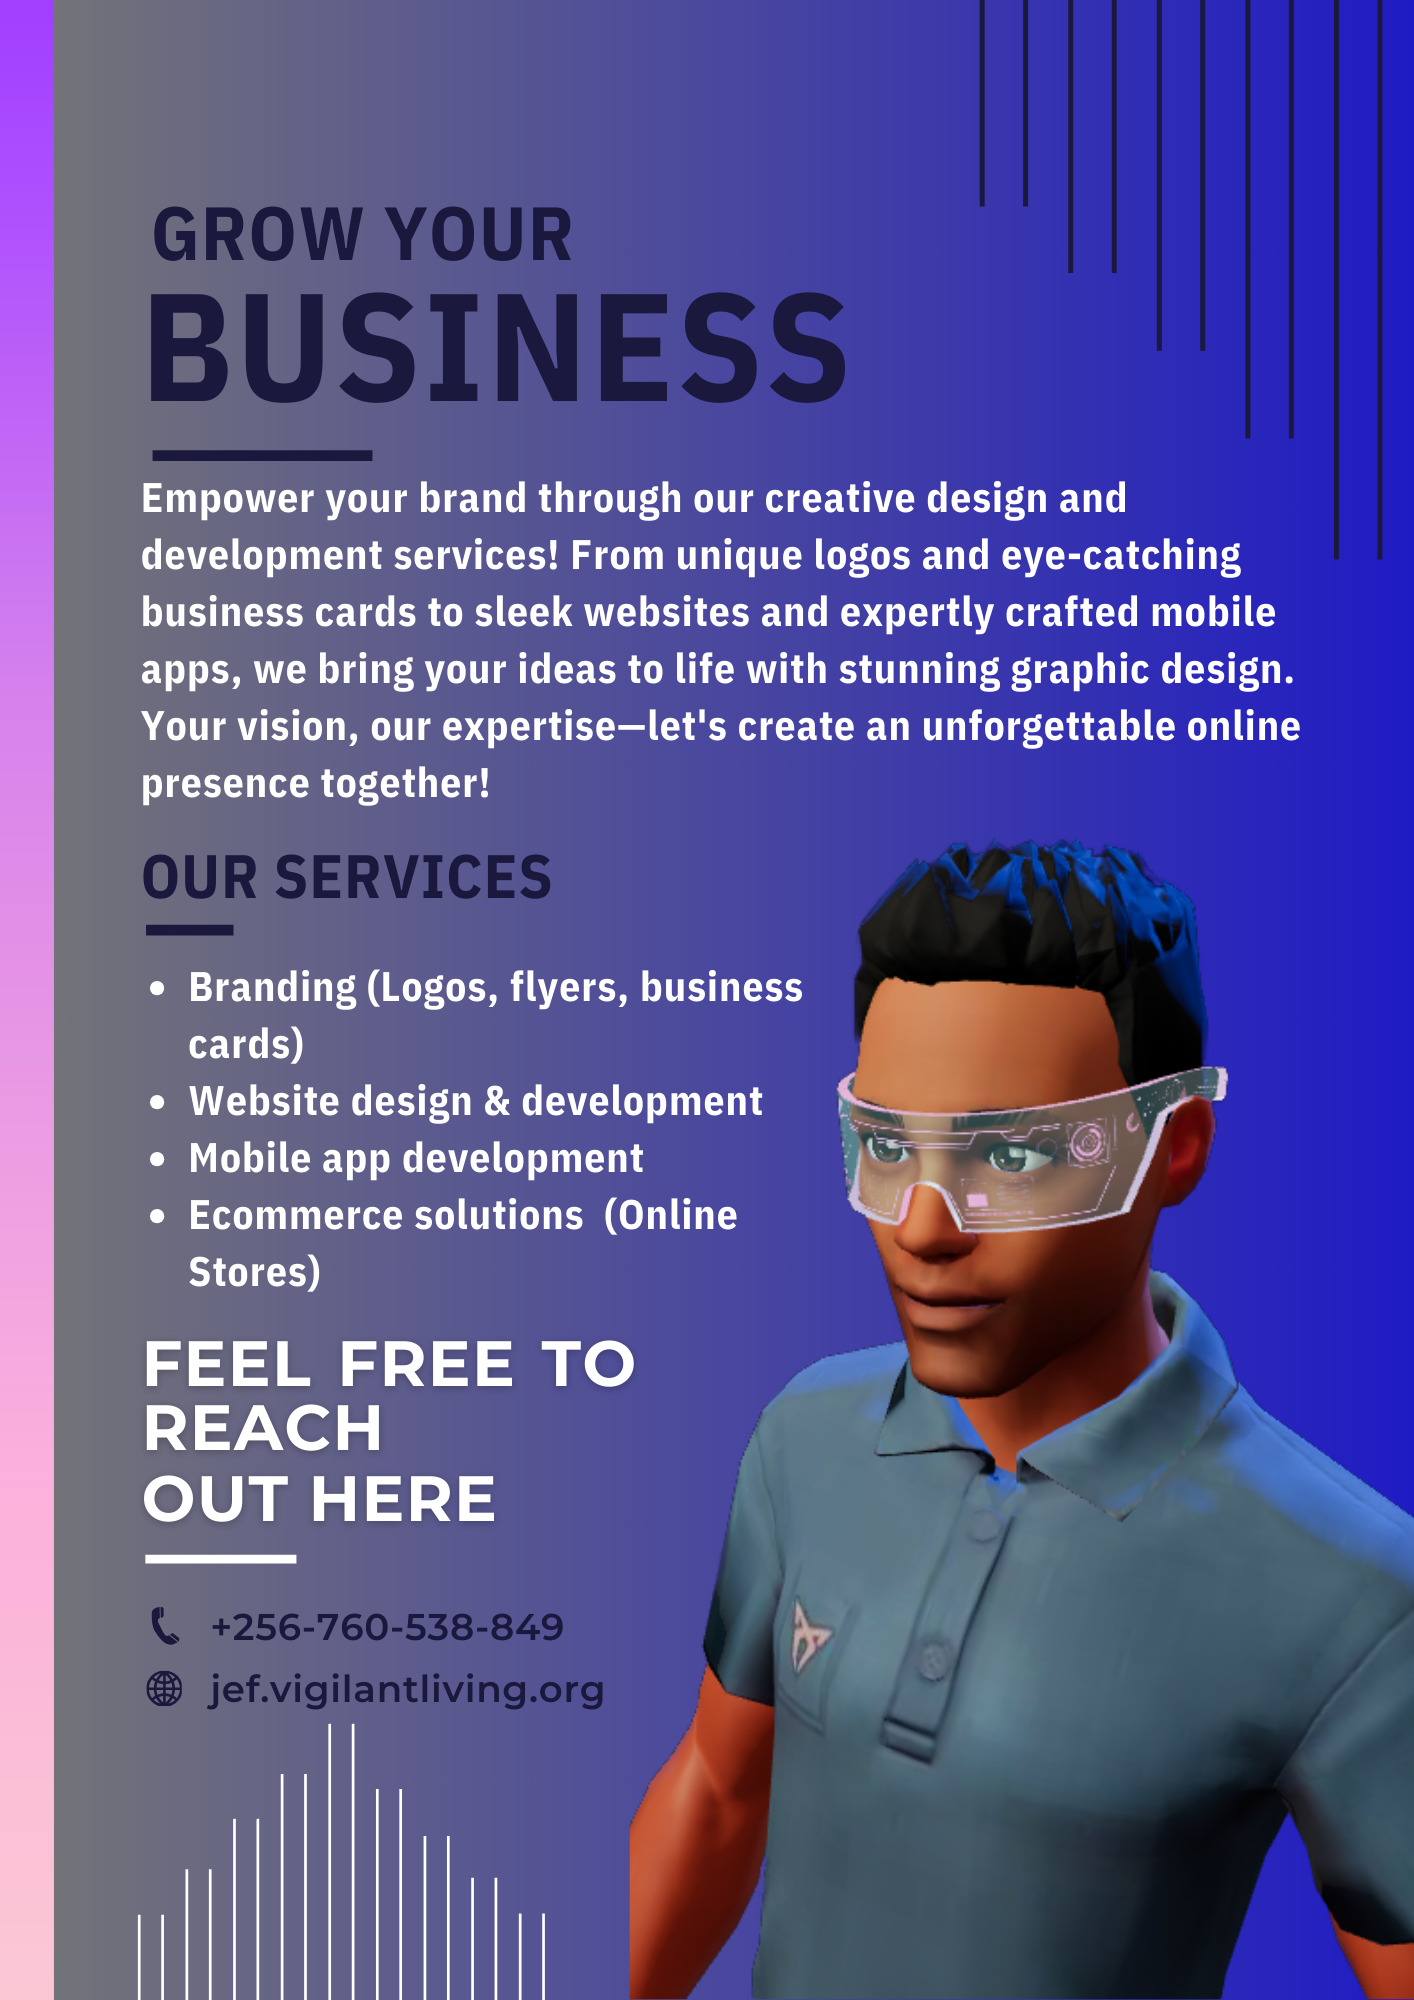 GROW YOUR
BUSINESS
Empower your brand through our creative design and
development services! From unique logos and eye-catching
business cards to sleek websites and expertly crafted mobile
apps, we bring your ideas to life with stunning graphic design.
Your vision, our expertise—let's create an unforgettable online
presence together!
OUR SERVICES
• Branding (Logos, flyers, business
cards)
• Website design & development
• Mobile app development
• Ecommerce solutions  (Online
Stores)
FEEL FREE TO
REACH
OUT HERE
+256-760-538-849
jef.vigilantliving.org